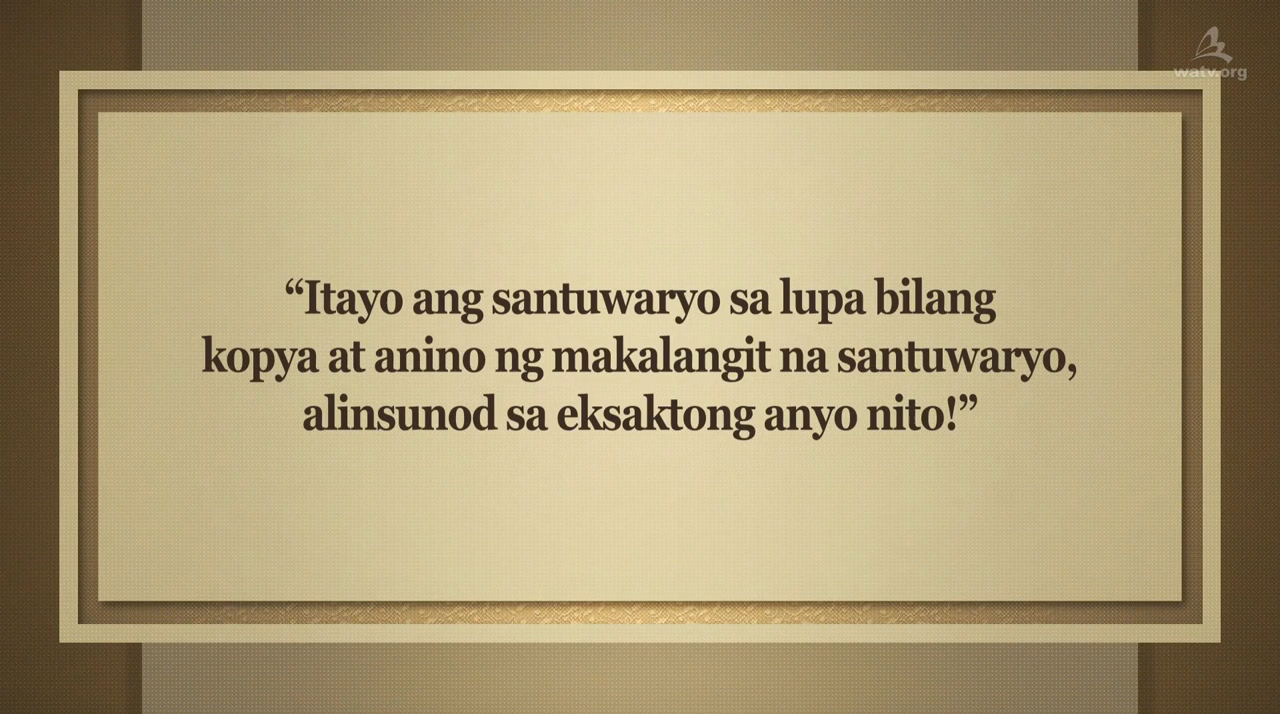 watv.org
“Itayo ang santuwaryo sa lupa bilang
kopya at anino ng makalangit na santuwaryo,
alinsunod sa eksaktong anyo nito!”